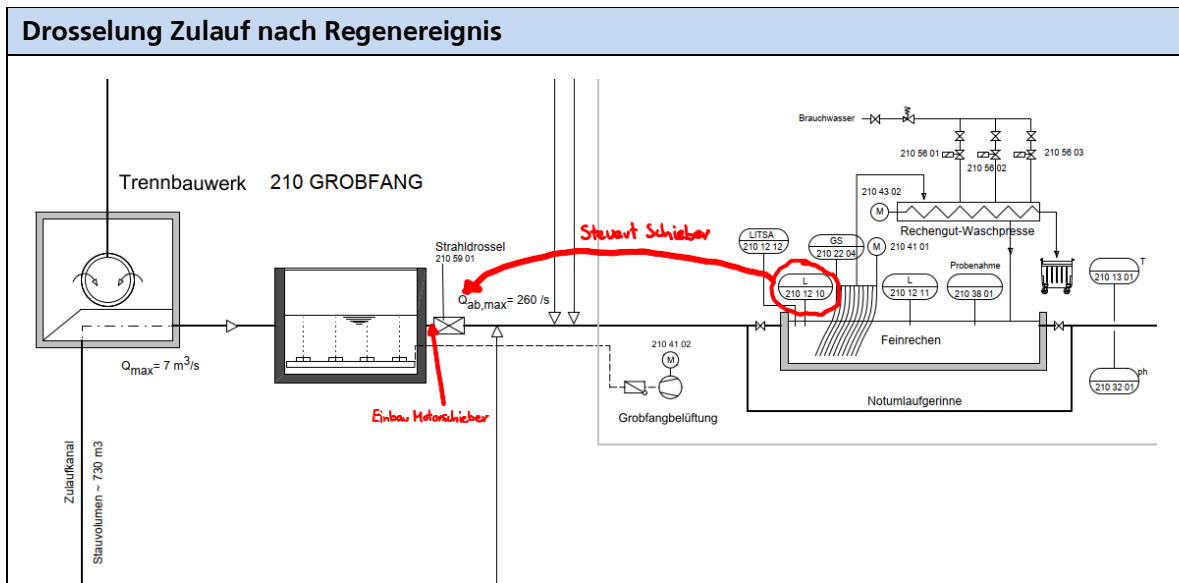 Drosselung Zulauf nach Regenereignis
Brauchwasser
210 56 01
210 56 02
210 56 03
Trennbauwerk 210 GROBFANG
210 43 02
M
Rechengut-Waschpresse
Steuert Schieber
Strahldrossel
210 59 01
LITSA
210 12 12
GS
210 22 04
M
210 41 01
Q ab,max = 260 /s
L
210 12 10
L
210 12 11
Probenahme
210 38 01
T
210 13 01
Feinrechen
Q max = 7 m³/s
210 41 02
M
ph
210 32 01
Einbau Motorschieber
Grobfangbelüftung
Notumlaufgerinne
Zulaufkanal
Stauvolumen ~ 730 m3